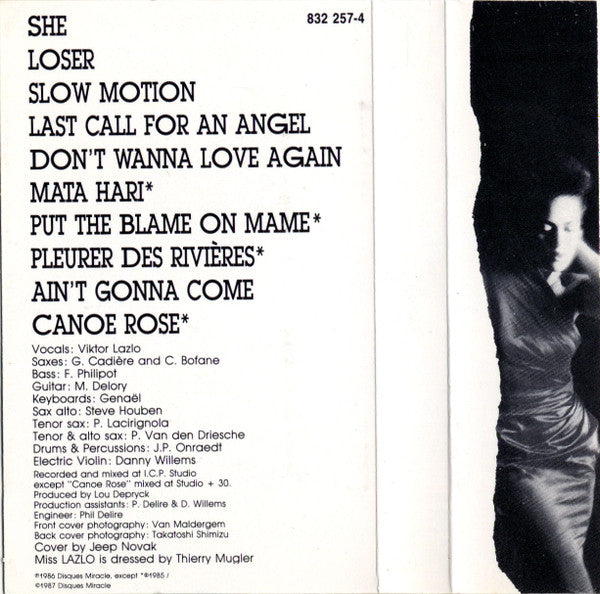 832 257-4
SHE
LOSER
SLOW MOTION
LAST CALL FOR AN ANGEL
DON'T WANNA LOVE AGAIN
MATA HARI*
PUT THE BLAME ON MAME*
PLEURER DES RIVIÈRES*
AIN'T GONNA COME
CANOE ROSE*
Vocals: Viktor Lazlo
Saxes: G. Cadière and C. Bofane
Bass: F. Philipot
Guitar: M. Delory
Keyboards: Genaël
Sax alto: Steve Houben
Tenor sax: P. Lacirignola
Tenor & alto sax: P. Van den Driesche
Drums & Percussions: J.P. Onraedt
Electric Violin: Danny Willems
Recorded and mixed at I.C.P. Studio
except "Canoe Rose" mixed at Studio + 30.
Produced by Lou Depryck
Production assistants: P. Delire & D. Willems
Engineer: Phil Delire
Front cover photography: Van Maldergem
Back cover photography: Takatoshi Shimizu
Cover by Jeep Novak
Miss LAZLO is dressed by Thierry Mugler
℗1986 Disques Miracle, except *℗1985 /
©1987 Disques Miracle